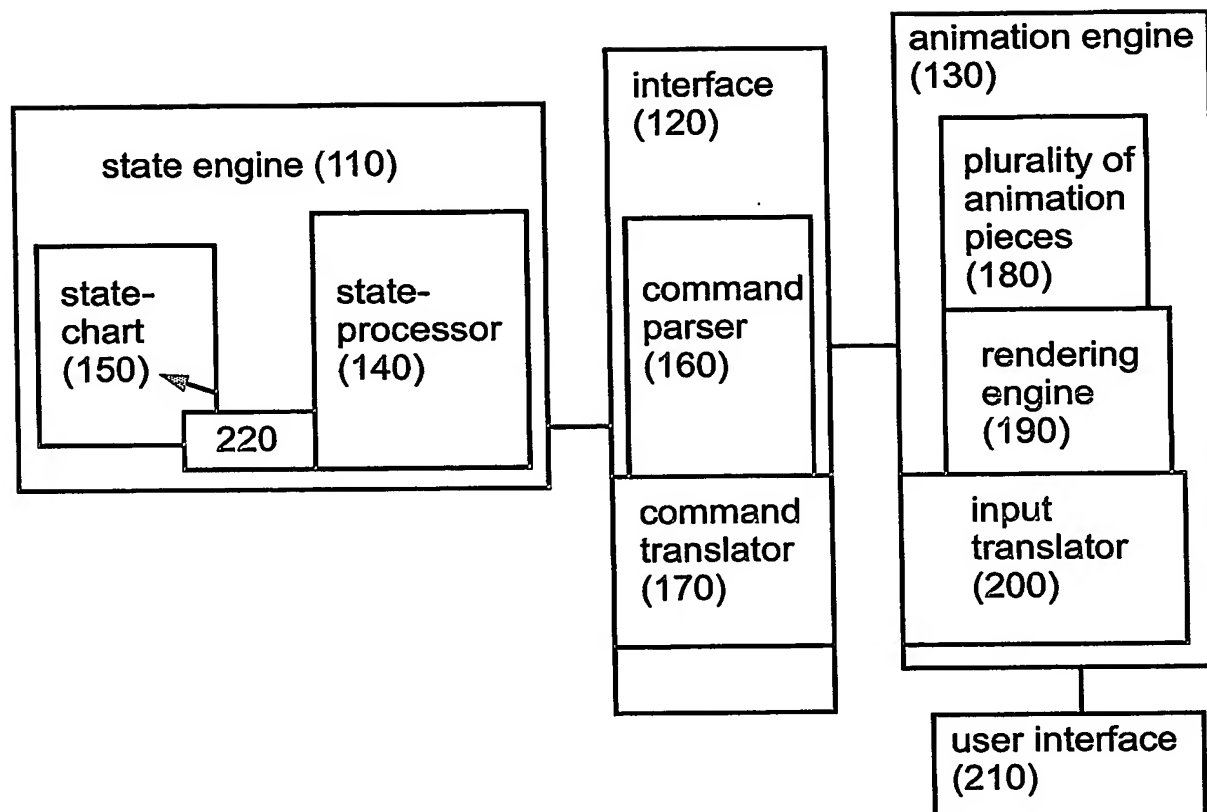 state engine (110)
state-
chart
(150)
220
state-
processor
(140)
interface
(120)
command
parser
(160)
command
translator
(170)
animation engine
(130)
plurality of
animation
pieces
(180)
rendering
engine
(190)
input
translator
(200)
user interface
(210)